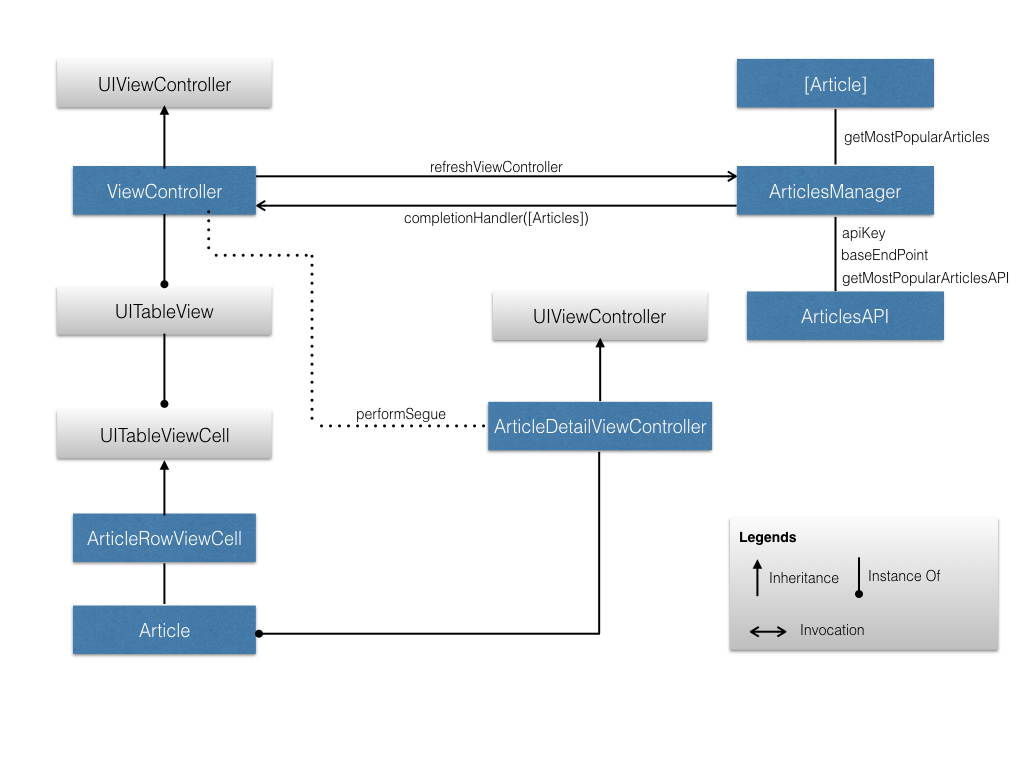 UIViewController
[Article]
getMostPopularArticles
refreshViewController
ViewController
ArticlesManager
completionHandler([Articles])
apiKey
baseEndPoint
getMostPopularArticlesAPI
UITableView
UIViewController
ArticlesAPI
performSegue
ArticleDetailViewController
UITableViewCell
ArticleRowViewCell
Article
Legends
Inheritance
Instance Of
Invocation